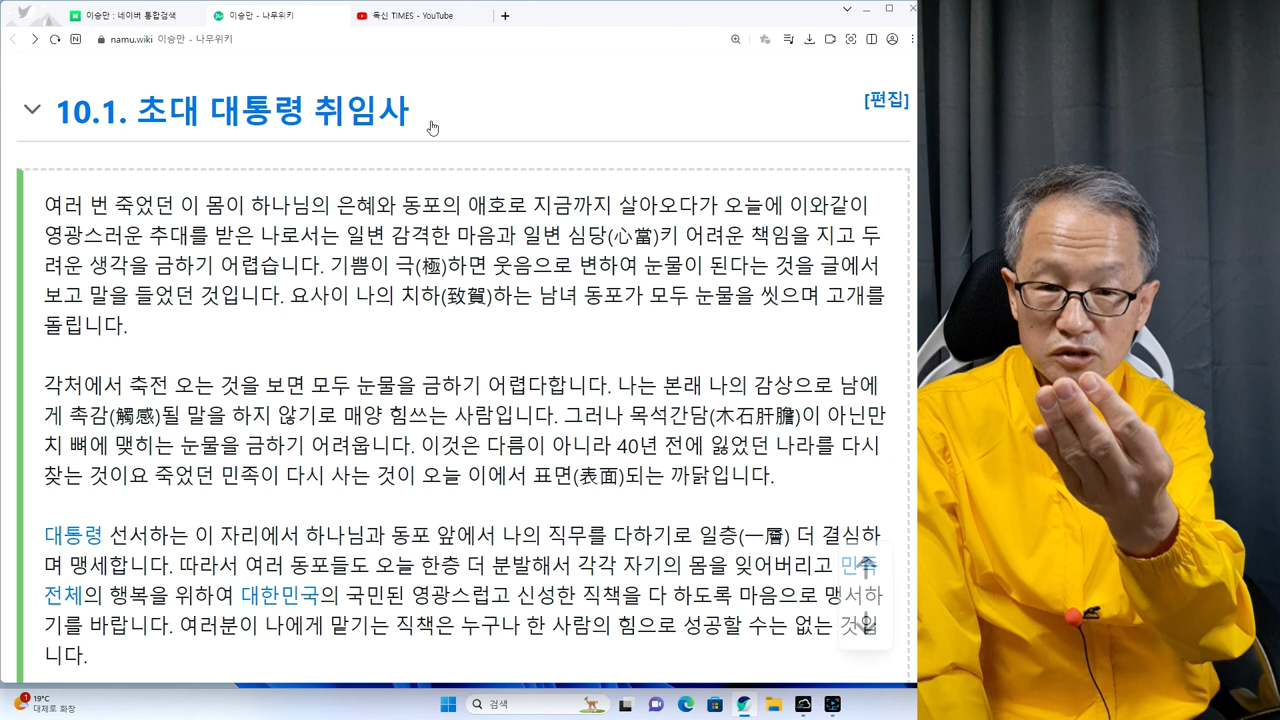 이승만 : 네이버 통합검색
이승만 - 나무위키
독신 TIMES - YouTube
namu.wiki 이승만 - 나무위키
10.1. 초대 대통령 취임사
[편집]
여러 번 죽었던 이 몸이 하나님의 은혜와 동포의 애호로 지금까지 살아오다가 오늘에 이와같이
영광스러운 추대를 받은 나로서는 일변 감격한 마음과 일변 심당(心當)키 어려운 책임을 지고 두
려운 생각을 금하기 어렵습니다. 기쁨이 극(極)하면 웃음으로 변하여 눈물이 된다는 것을 글에서
보고 말을 들었던 것입니다. 요사이 나의 치하(致賀)하는 남녀 동포가 모두 눈물을 씻으며 고개를
돌립니다.
각처에서 축전 오는 것을 보면 모두 눈물을 금하기 어렵다합니다. 나는 본래 나의 감상으로 남에
게 촉감(觸感)될 말을 하지 않기로 매양 힘쓰는 사람입니다. 그러나 목석간담(木石肝膽)이 아닌만
치 뼈에 맺히는 눈물을 금하기 어려웁니다. 이것은 다름이 아니라 40년 전에 잃었던 나라를 다시
찾는 것이요 죽었던 민족이 다시 사는 것이 오늘 이에서 표면(表面)되는 까닭입니다.
대통령 선서하는 이 자리에서 하나님과 동포 앞에서 나의 직무를 다하기로 일층(一層) 더 결심하
며 맹세합니다. 따라서 여러 동포들도 오늘 한층 더 분발해서 각각 자기의 몸을 잊어버리고 민족
전체의 행복을 위하여 대한민국의 국민된 영광스럽고 신성한 직책을 다 하도록 마음으로 맹서하
기를 바랍니다. 여러분이 나에게 맡기는 직책은 누구나 한 사람의 힘으로 성공할 수는 없는 것입
니다.
1
19°C
대체로 화창
검색